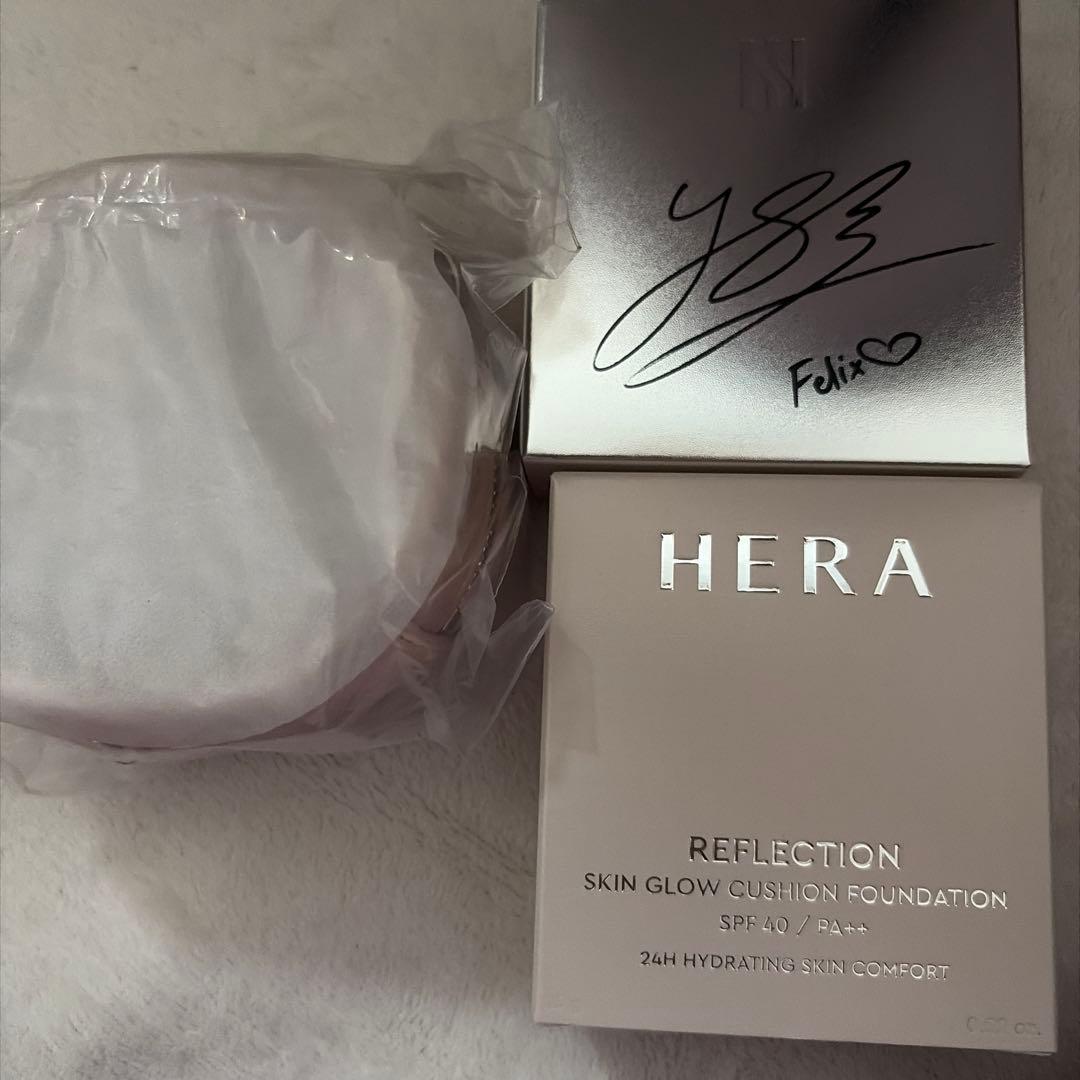 Felix♡
HERA
REFLECTION
SKIN GLOW CUSHION FOUNDATION
SPF 40 / PA++
24H HYDRATING SKIN COMFORT